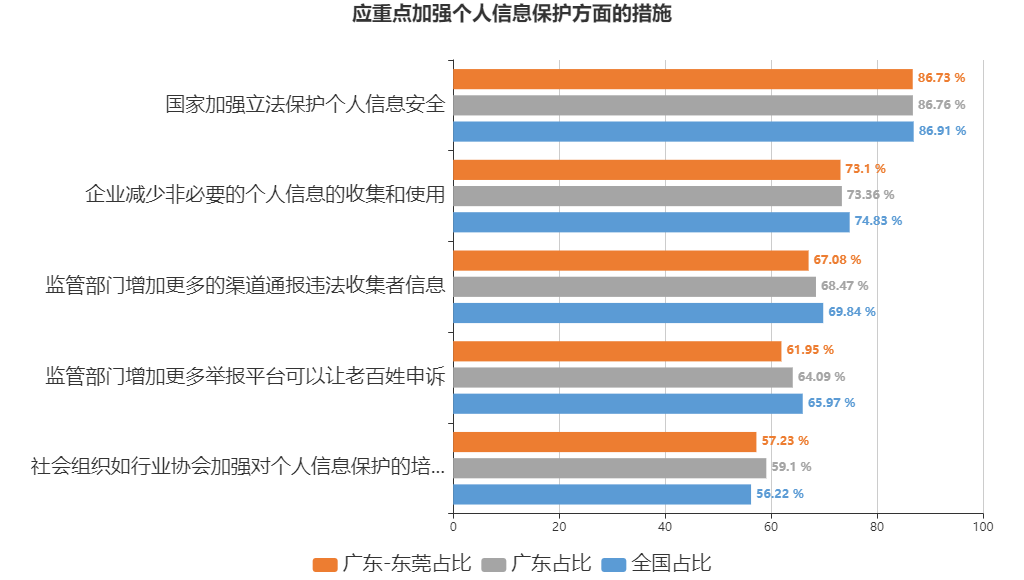 应重点加强个人信息保护方面的措施
国家加强立法保护个人信息安全
86.73 %
86.76 %
86.91 %
企业减少非必要的个人信息的收集和使用
73.1 %
73.36 %
74.83 %
监管部门增加更多的渠道通报违法收集者信息
67.08 %
68.47 %
69.84 %
监管部门增加更多举报平台可以让老百姓申诉
61.95 %
64.09 %
65.97 %
社会组织如行业协会加强对个人信息保护的培...
57.23 %
59.1 %
56.22 %
0 20 40 60 80 100
广东-东莞占比 广东占比 全国占比